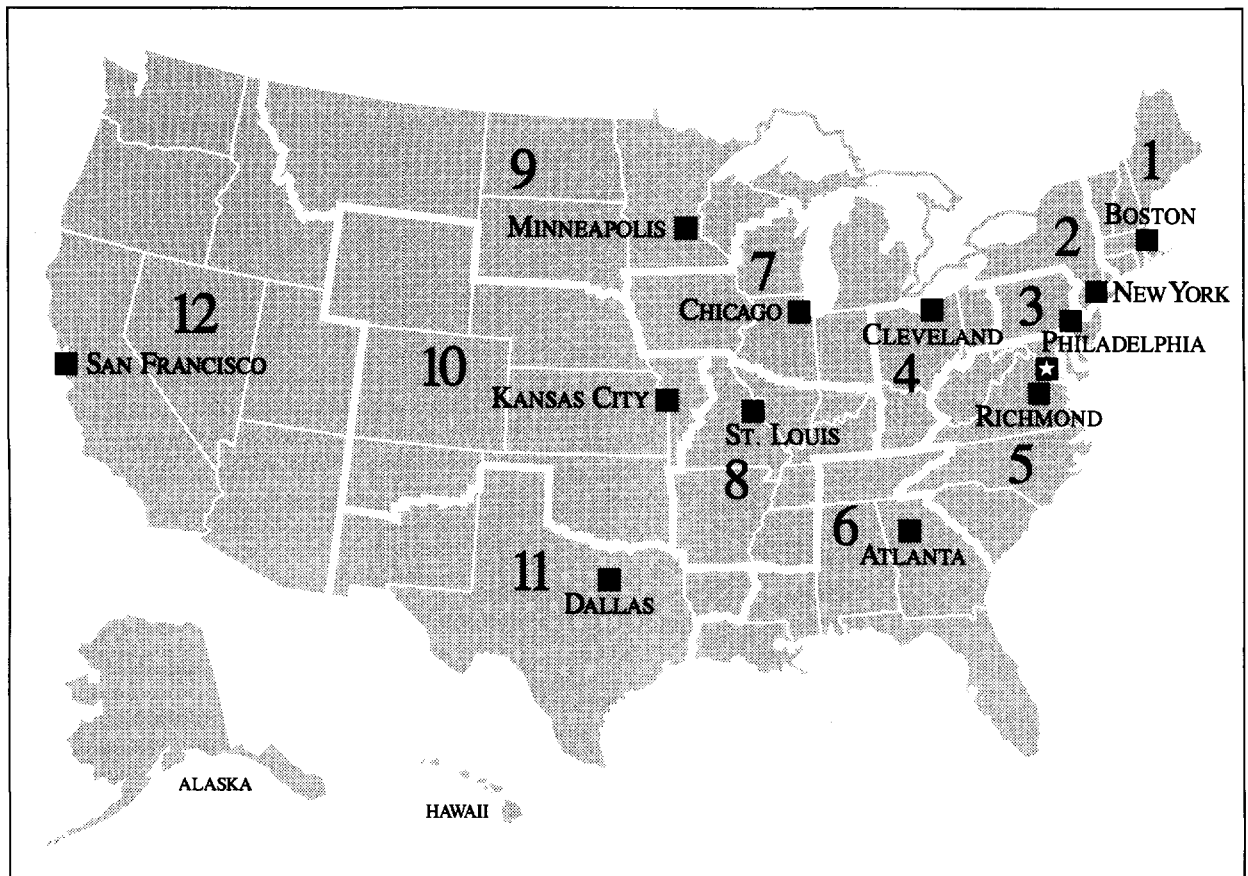 1
9
BOSTON
MINNEAPOLIS
2
7
12
NEW YORK
CHICAGO
3
CLEVELAND
PHILADELPHIA
SAN FRANCISCO
10
4
KANSAS CITY
RICHMOND
ST. LOUIS
5
8
6
ATLANTA
11
DALLAS
ALASKA
HAWAII